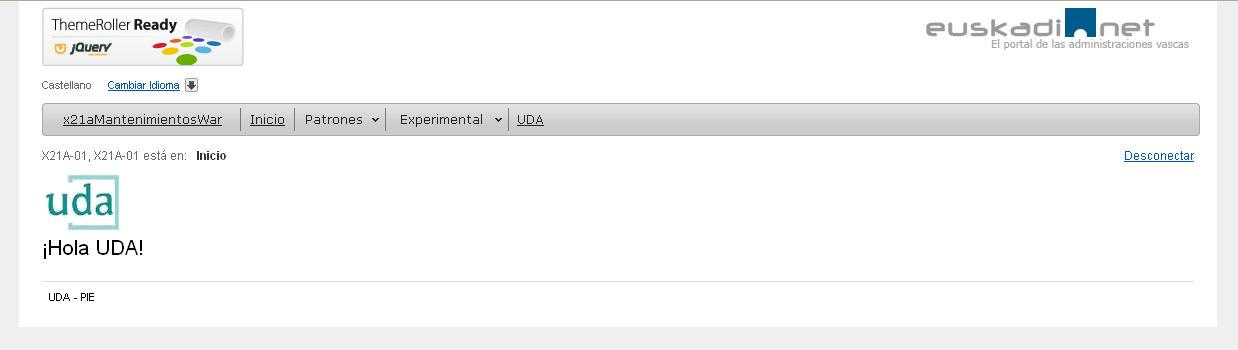 ThemeRoller Ready
jQuery
euskadi.net
El portal de las administraciones vascas
Castellano Cambiar Idioma
x21aMantenimientosWar Inicio Patrones Experimental UDA
X21A-01, X21A-01 está en: Inicio Desconectar
uda
¡Hola UDA!
UDA - PIE